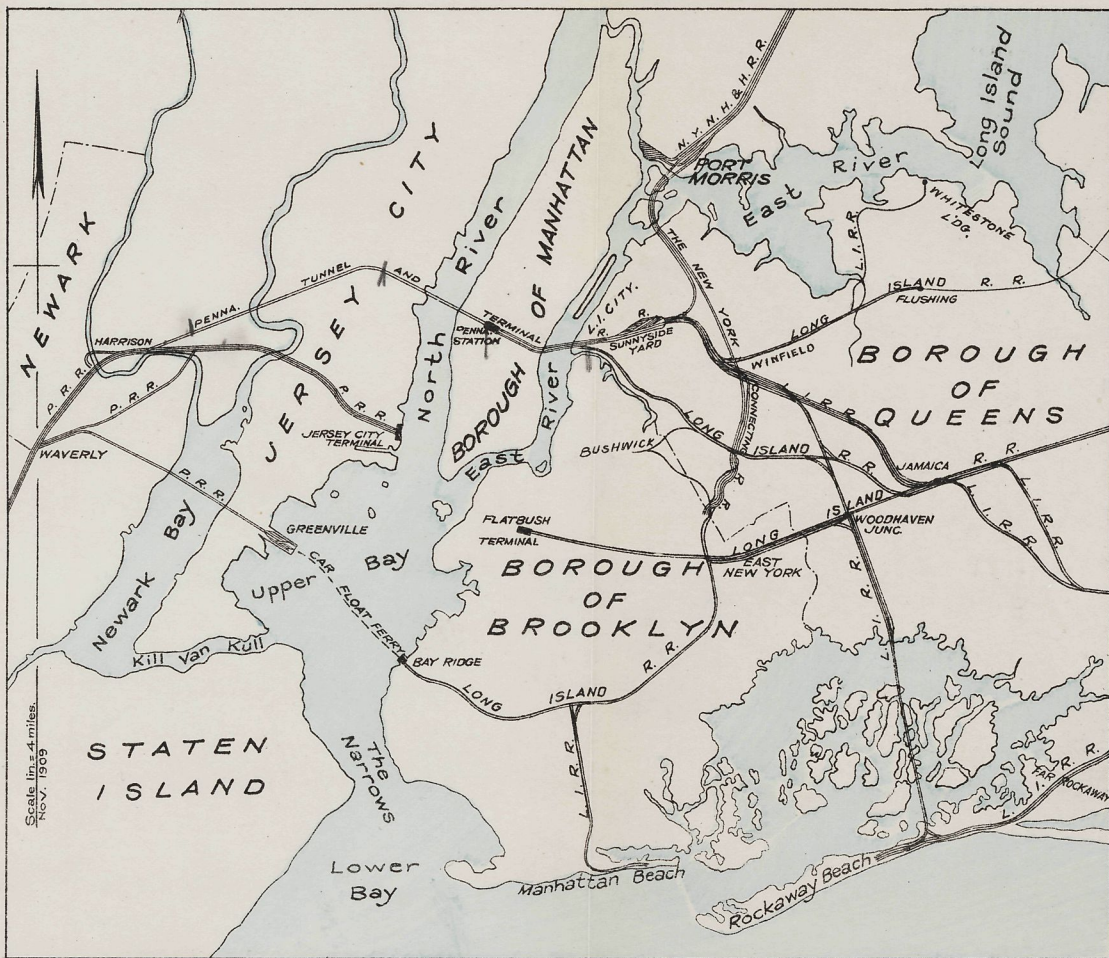 N. Y. N. H. & H. R. R.
Long Island
Sound
PORT
MORRIS
East River
WHITESTONE
L'DG.
L. I. R. R.
NEWARK
JERSEY CITY
North River
BOROUGH OF MANHATTAN
PENNA. TUNNEL AND TERMINAL R. R.
PENNA.
STATION
L. I. CITY.
SUNNYSIDE
YARD
THE NEW YORK CONNECTING R. R.
LONG ISLAND R. R.
FLUSHING
WINFIELD
BOROUGH
OF
QUEENS
HARRISON
P. R. R.
P. R. R.
P. R. R.
JERSEY CITY
TERMINAL
WAVERLY
P. R. R.
East River
BUSHWICK
LONG ISLAND R. R.
L. I. R. R.
JAMAICA
L. I. R. R.
L. I. R. R.
GREENVILLE
CAR FLOAT FERRY
Newark Bay
Upper Bay
FLATBUSH
TERMINAL
LONG ISLAND R. R.
EAST
NEW YORK
WOODHAVEN
JUNC.
L. I. R. R.
BOROUGH
OF
BROOKLYN
Kill Van Kull
BAY RIDGE
LONG ISLAND R. R.
L. I. R. R.
STATEN
ISLAND
The
Narrows
Lower
Bay
Manhattan Beach
Rockaway Beach
L. I. R. R.
FAR ROCKAWAY
Scale 1in.=4 miles.
Nov. 1909